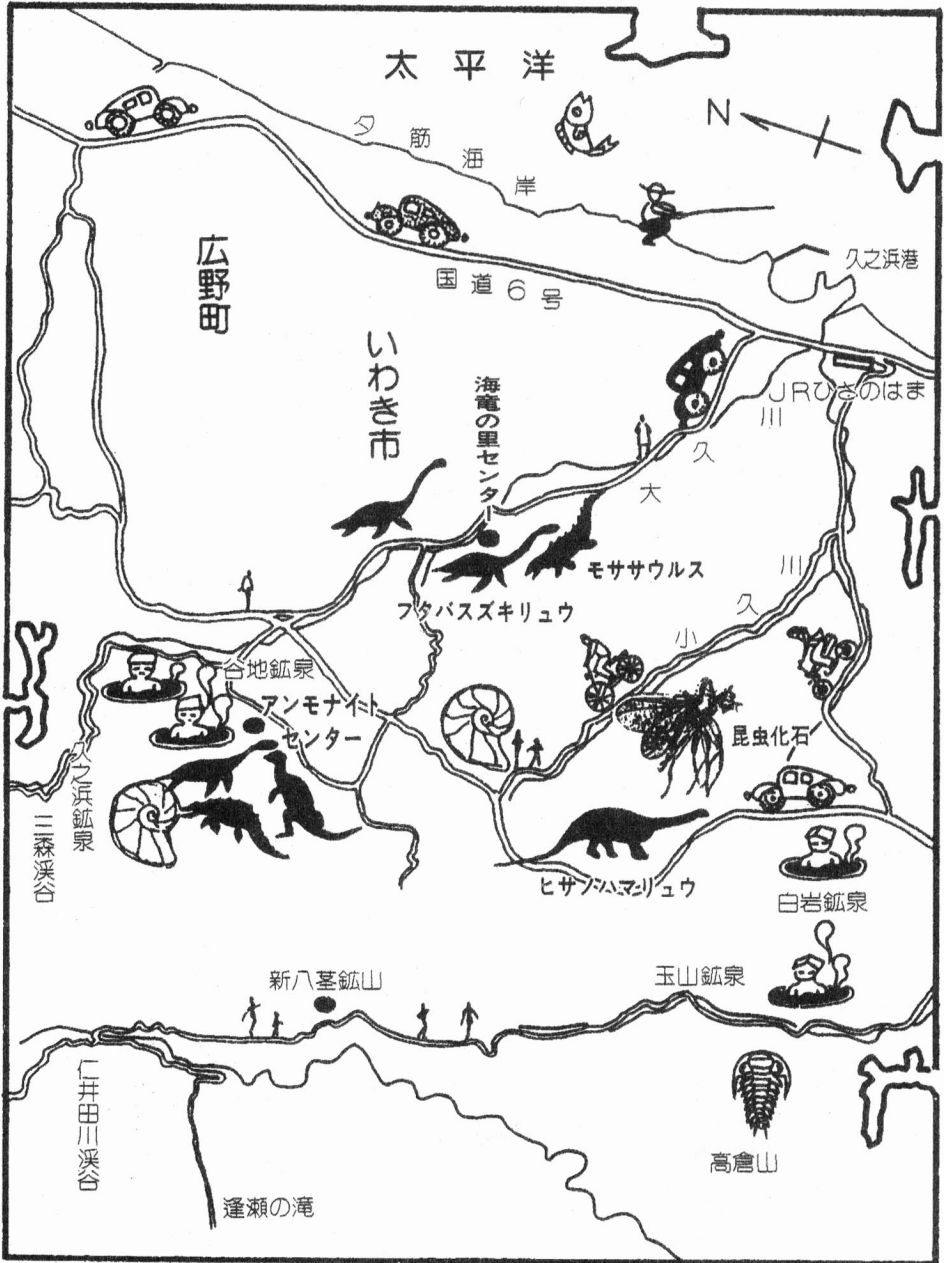 太平洋
N
夕筋海岸
久之浜港
国道6号
広野町
いわき市
海竜の里センター
JRひさのはま
大久川
モササウルス
フタバスズキリュウ
小久川
谷地鉱泉
アンモナイト
センター
昆虫化石
久之浜鉱泉
三森渓谷
ヒサノハマリュウ
白岩鉱泉
新八茎鉱山
玉山鉱泉
仁井田川渓谷
高倉山
逢瀬の滝